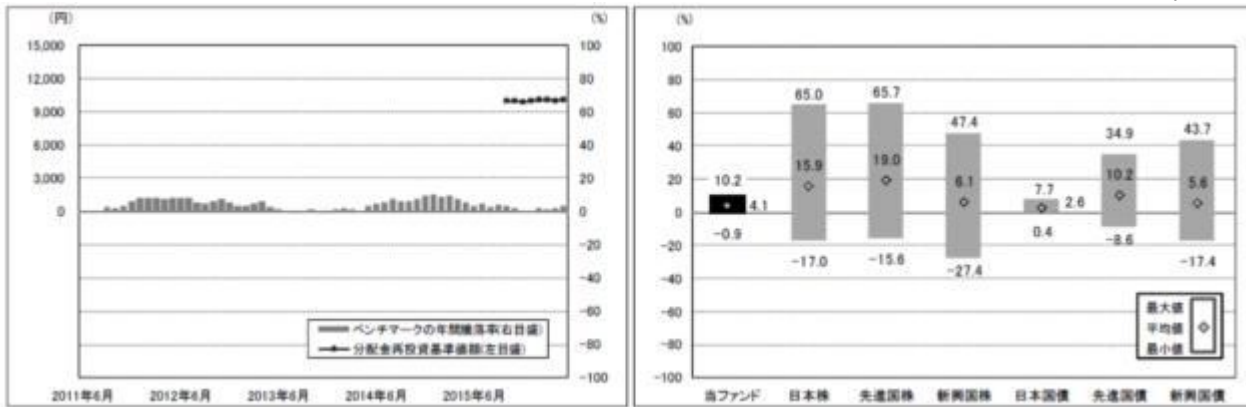 (円)
(%)
15,000
12,000
9,000
6,000
3,000
0
100
80
60
40
20
0
-20
-40
-60
-80
-100
ベンチマークの年間騰落率(右目盛)
分配金再投資基準価額(左目盛)
2011年6月
2012年6月
2013年6月
2014年6月
2015年6月
(%)
100
80
60
40
20
0
-20
-40
-60
-80
-100
10.2
4.1
-0.9
65.0
15.9
-17.0
65.7
19.0
-15.6
47.4
6.1
-27.4
7.7
2.6
0.4
34.9
10.2
-8.6
43.7
5.6
-17.4
最大値
平均値
最小値
当ファンド
日本株
先進国株
新興国株
日本国債
先進国債
新興国債